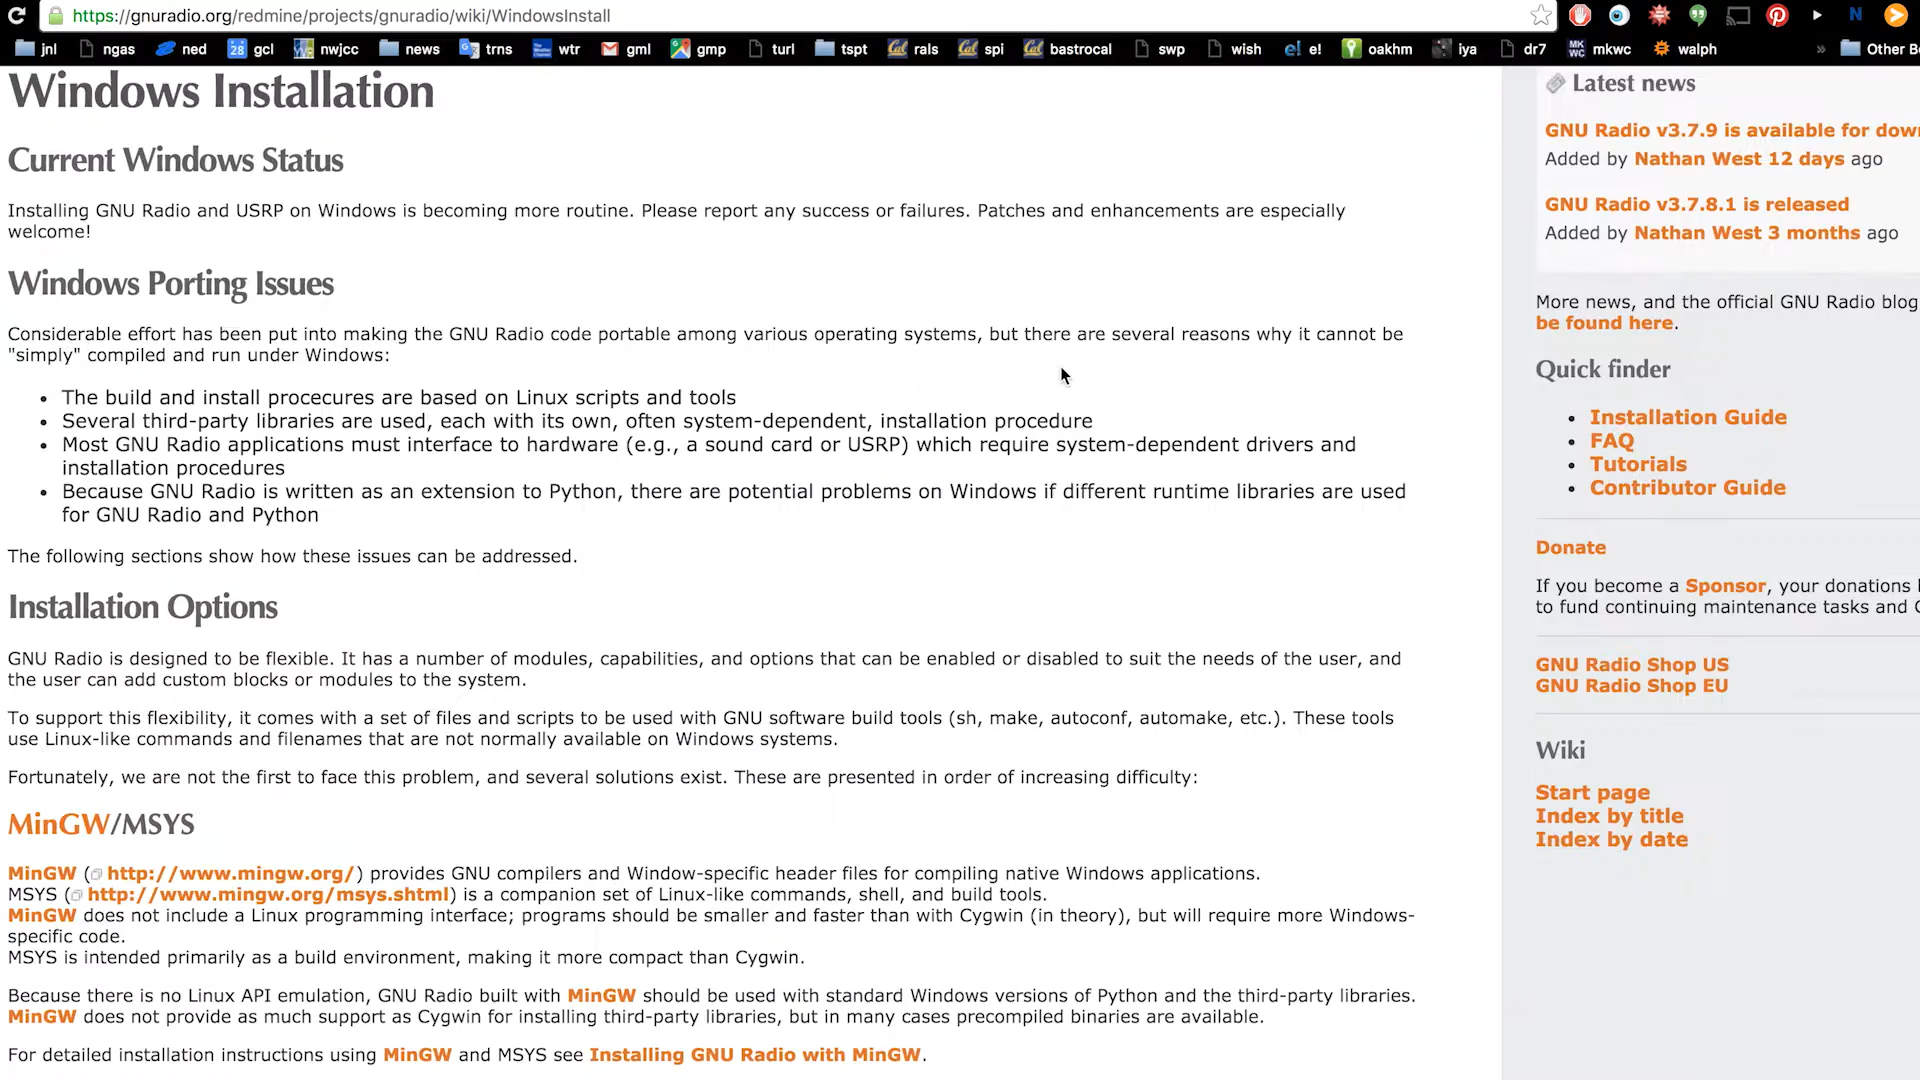 https://gnuradio.org/redmine/projects/gnuradio/wiki/WindowsInstall
jnl ngas ned 28 gcl nwjcc news trns wtr gml gmp turl tspt Cal rals Cal spi Cal bastrocal swp wish e! e! oakhm iya dr7 MK WC mkwc walph » Other B
Windows Installation
Current Windows Status
Installing GNU Radio and USRP on Windows is becoming more routine. Please report any success or failures. Patches and enhancements are especially
welcome!
Windows Porting Issues
Considerable effort has been put into making the GNU Radio code portable among various operating systems, but there are several reasons why it cannot be
"simply" compiled and run under Windows:
• The build and install procecures are based on Linux scripts and tools
• Several third-party libraries are used, each with its own, often system-dependent, installation procedure
• Most GNU Radio applications must interface to hardware (e.g., a sound card or USRP) which require system-dependent drivers and
installation procedures
• Because GNU Radio is written as an extension to Python, there are potential problems on Windows if different runtime libraries are used
for GNU Radio and Python
The following sections show how these issues can be addressed.
Installation Options
GNU Radio is designed to be flexible. It has a number of modules, capabilities, and options that can be enabled or disabled to suit the needs of the user, and
the user can add custom blocks or modules to the system.
To support this flexibility, it comes with a set of files and scripts to be used with GNU software build tools (sh, make, autoconf, automake, etc.). These tools
use Linux-like commands and filenames that are not normally available on Windows systems.
Fortunately, we are not the first to face this problem, and several solutions exist. These are presented in order of increasing difficulty:
MinGW/MSYS
MinGW (http://www.mingw.org/) provides GNU compilers and Window-specific header files for compiling native Windows applications.
MSYS (http://www.mingw.org/msys.shtml) is a companion set of Linux-like commands, shell, and build tools.
MinGW does not include a Linux programming interface; programs should be smaller and faster than with Cygwin (in theory), but will require more Windows-
specific code.
MSYS is intended primarily as a build environment, making it more compact than Cygwin.
Because there is no Linux API emulation, GNU Radio built with MinGW should be used with standard Windows versions of Python and the third-party libraries.
MinGW does not provide as much support as Cygwin for installing third-party libraries, but in many cases precompiled binaries are available.
For detailed installation instructions using MinGW and MSYS see Installing GNU Radio with MinGW.
Latest news
GNU Radio v3.7.9 is available for dow
Added by Nathan West 12 days ago
GNU Radio v3.7.8.1 is released
Added by Nathan West 3 months ago
More news, and the official GNU Radio blog
be found here.
Quick finder
• Installation Guide
• FAQ
• Tutorials
• Contributor Guide
Donate
If you become a Sponsor, your donations
to fund continuing maintenance tasks and
GNU Radio Shop US
GNU Radio Shop EU
Wiki
Start page
Index by title
Index by date